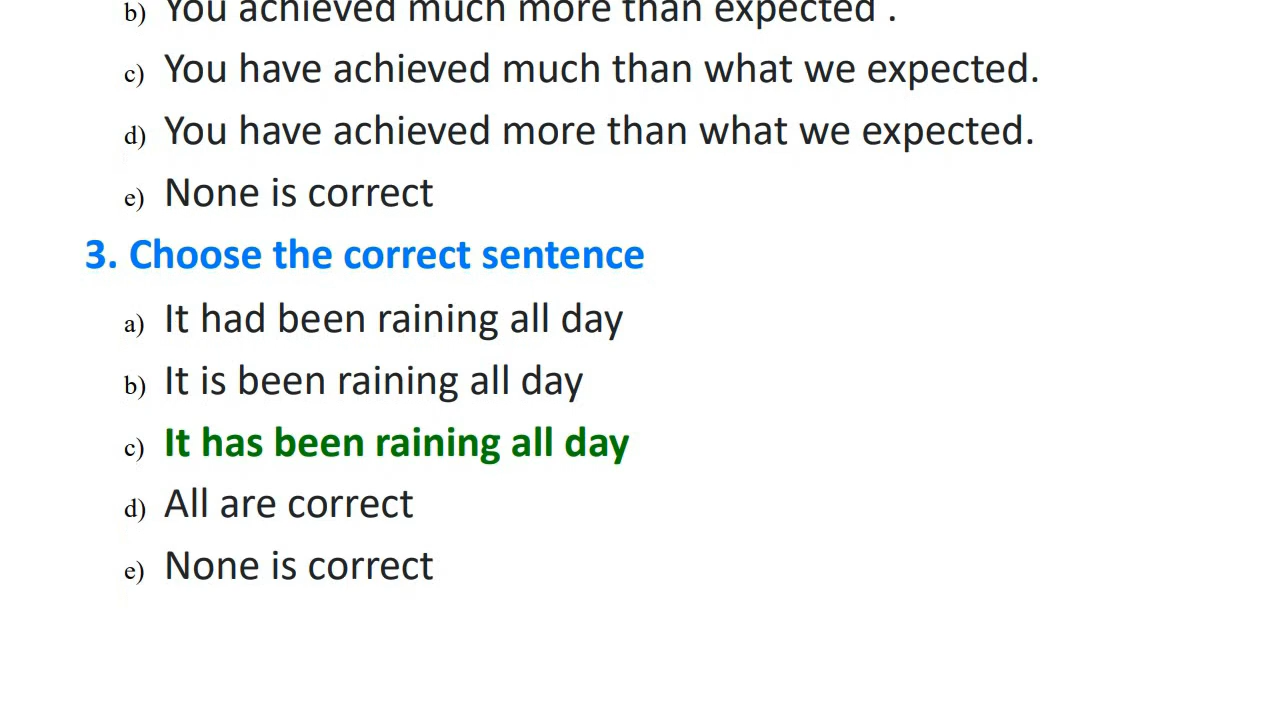 b) You achieved much more than expected .
c) You have achieved much than what we expected.
d) You have achieved more than what we expected.
e) None is correct
3. Choose the correct sentence
a) It had been raining all day
b) It is been raining all day
c) It has been raining all day
d) All are correct
e) None is correct